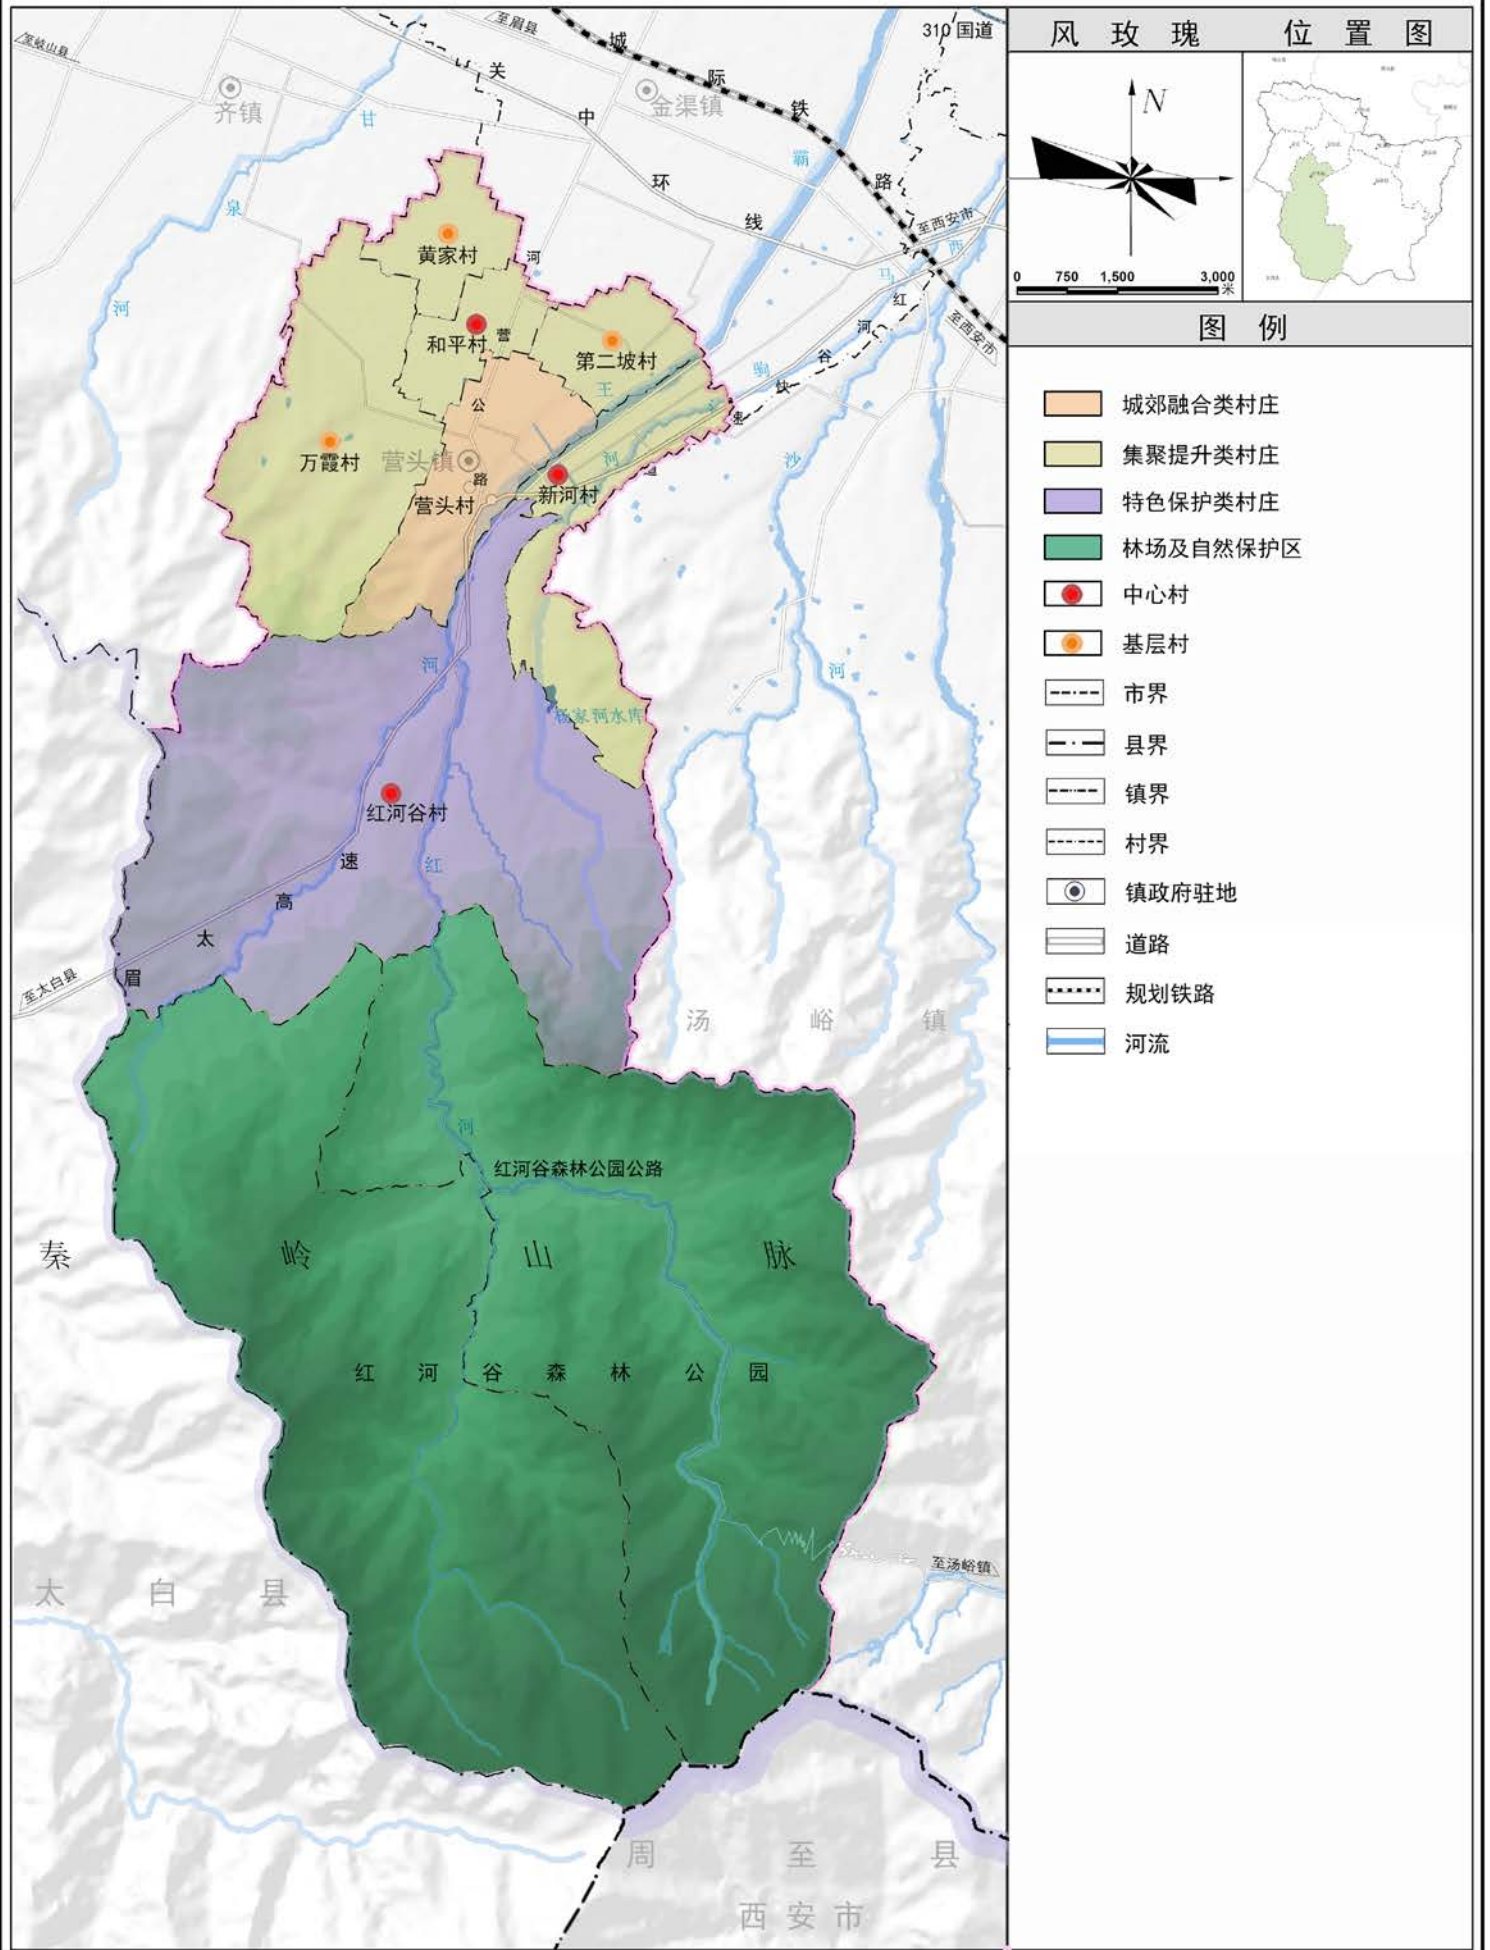 风玫瑰
位置图
N
0 750 1,500 3,000
米
图例
城郊融合类村庄
集聚提升类村庄
特色保护类村庄
林场及自然保护区
中心村
基层村
市界
县界
镇界
村界
镇政府驻地
道路
规划铁路
河流
至岐山县
至眉县
310 国道
城际铁路
关中环线
齐镇
金渠镇
甘泉河
霸王河
至西安市
至西安市
西沙河
马驹河
红河谷快速道
黄家村
和平村
第二坡村
万霞村
营头镇
营头村
新河村
河营公路
杨家河水库
红河谷村
红河
河
眉太高速
至太白县
汤峪镇
红河谷森林公园公路
秦岭山脉
红河谷森林公园
至汤峪镇
太白县
周至县
西安市